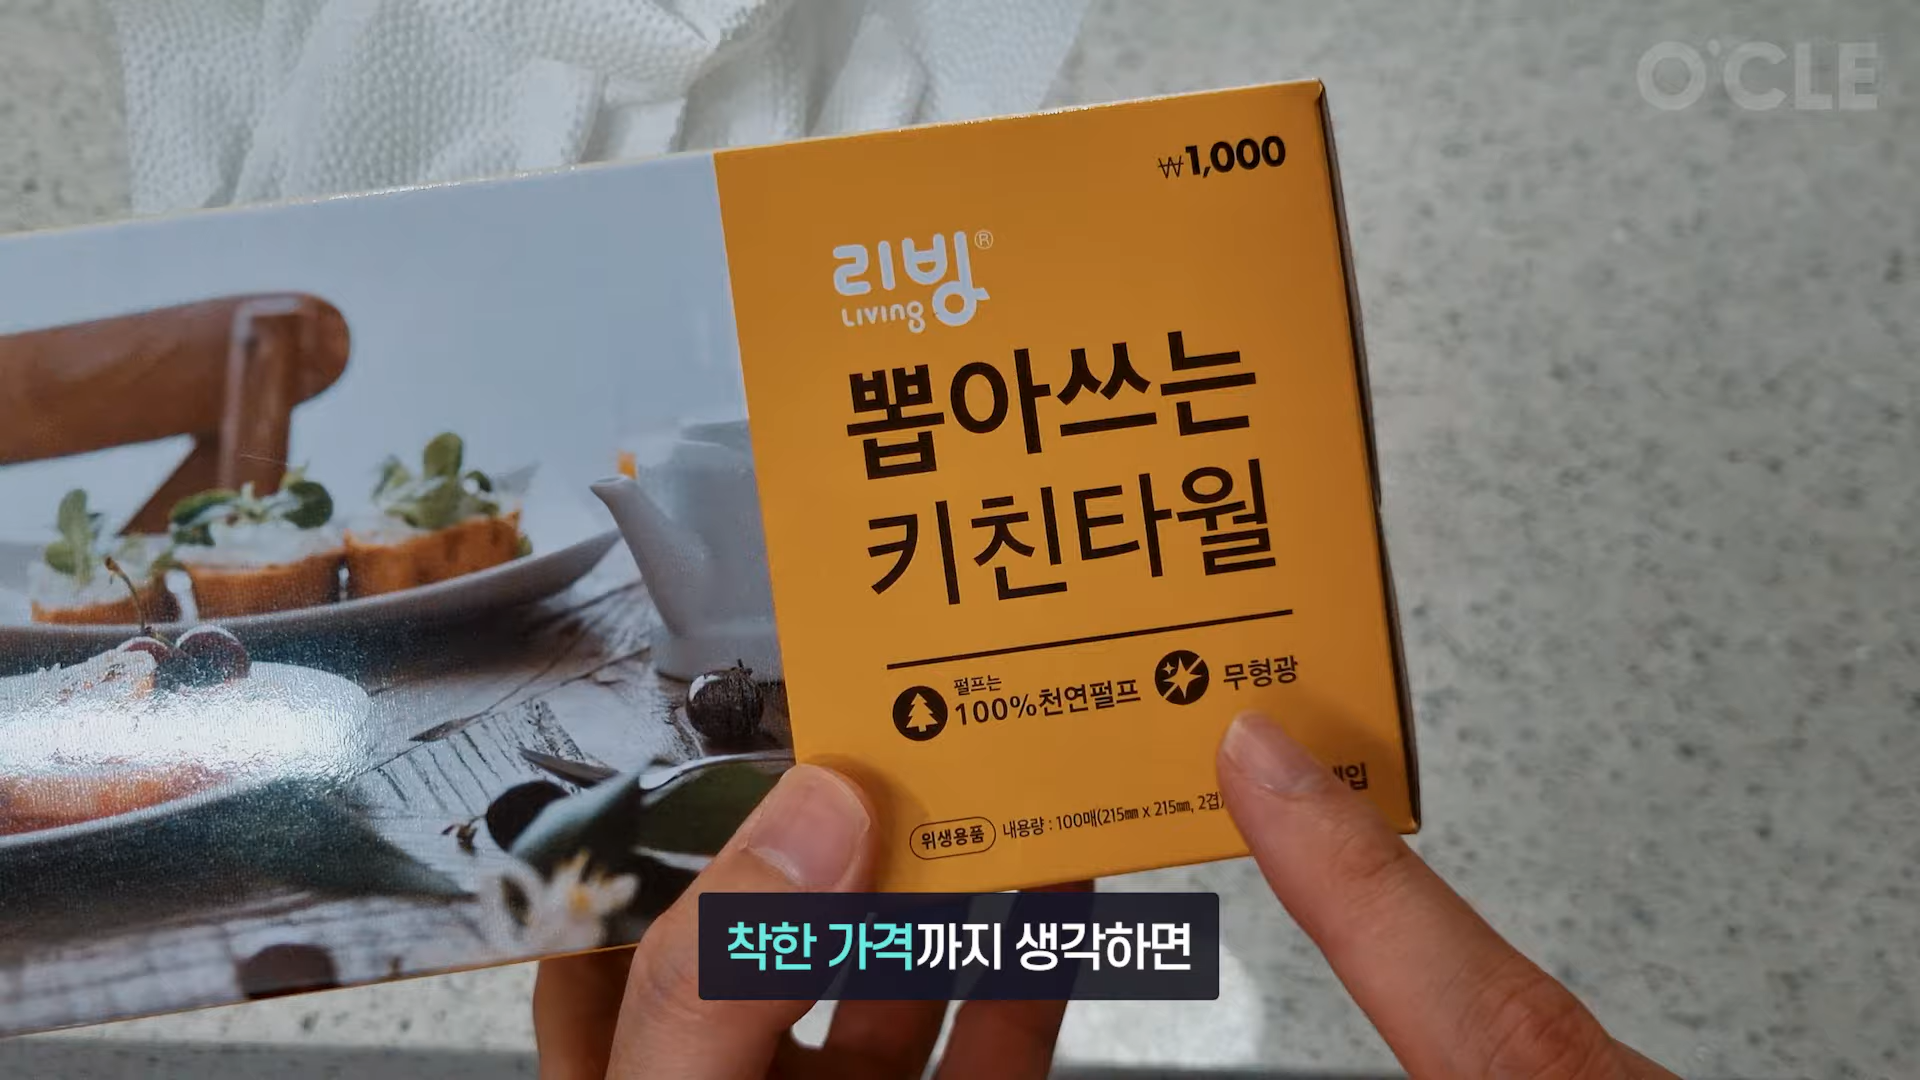 O'CLE
₩1,000
리빙®
Living
뽑아쓰는
키친타월
펄프는
100%천연펄프
무형광
위생용품 내용량 : 100매(215㎜ x 215㎜, 2겹)
착한 가격까지 생각하면